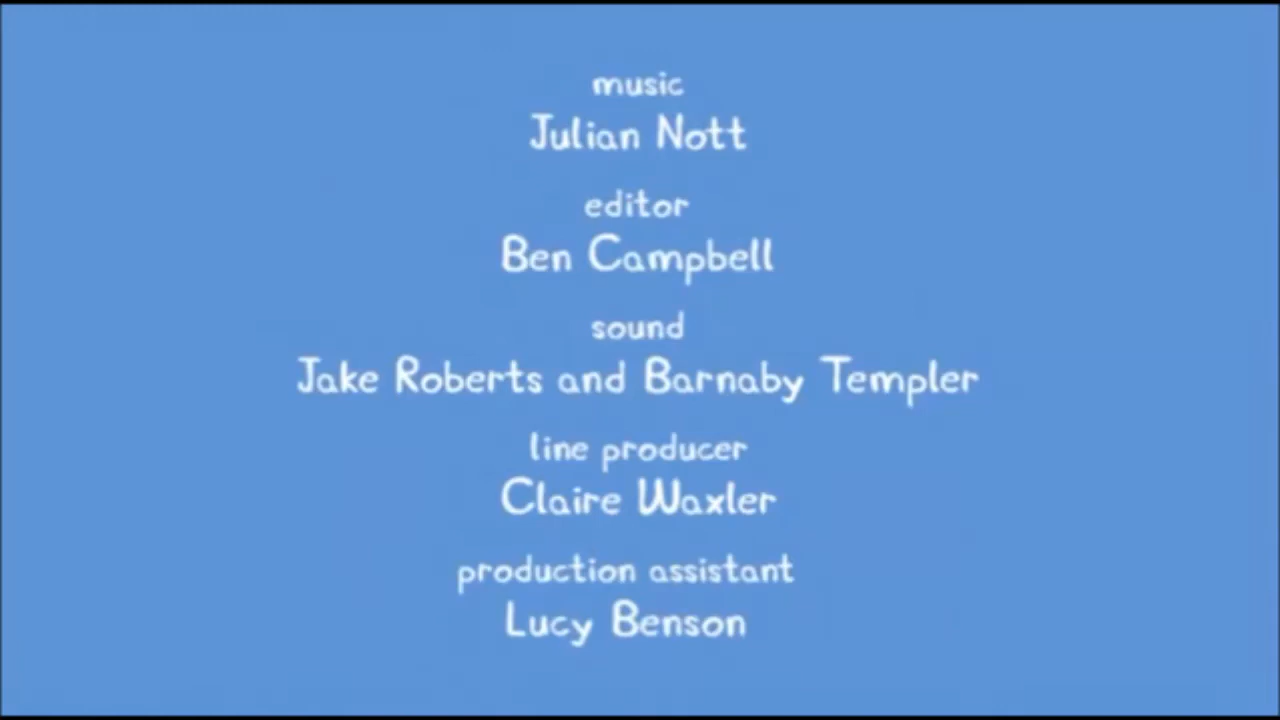 music
Julian Nott
editor
Ben Campbell
sound
Jake Roberts and Barnaby Templer
line producer
Claire Waxler
production assistant
Lucy Benson